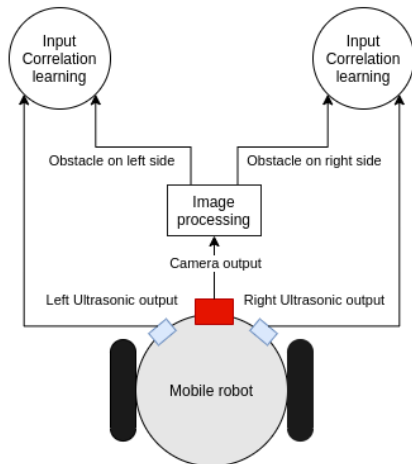 Input
Correlation
learning
Input
Correlation
learning
Obstacle on left side
Obstacle on right side
Image
processing
Camera output
Left Ultrasonic output
Right Ultrasonic output
Mobile robot